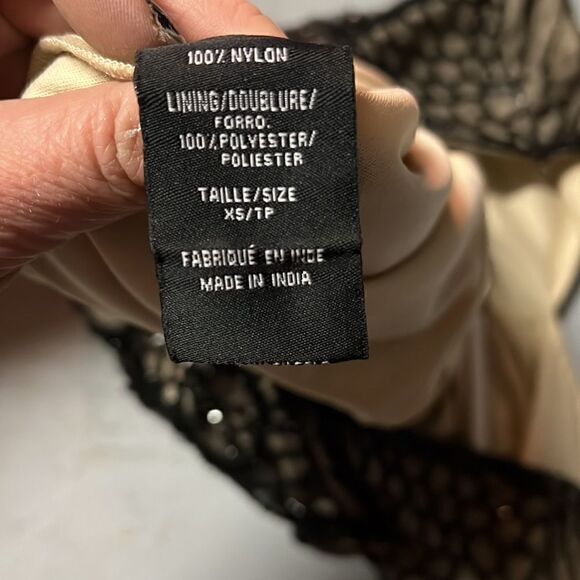 100% NYLON
LINING/DOUBLURE/
FORRO:
100%POLYESTER/
POLIESTER
TAILLE/SIZE
XS/TP
FABRIQUÉ EN INDE
MADE IN INDIA